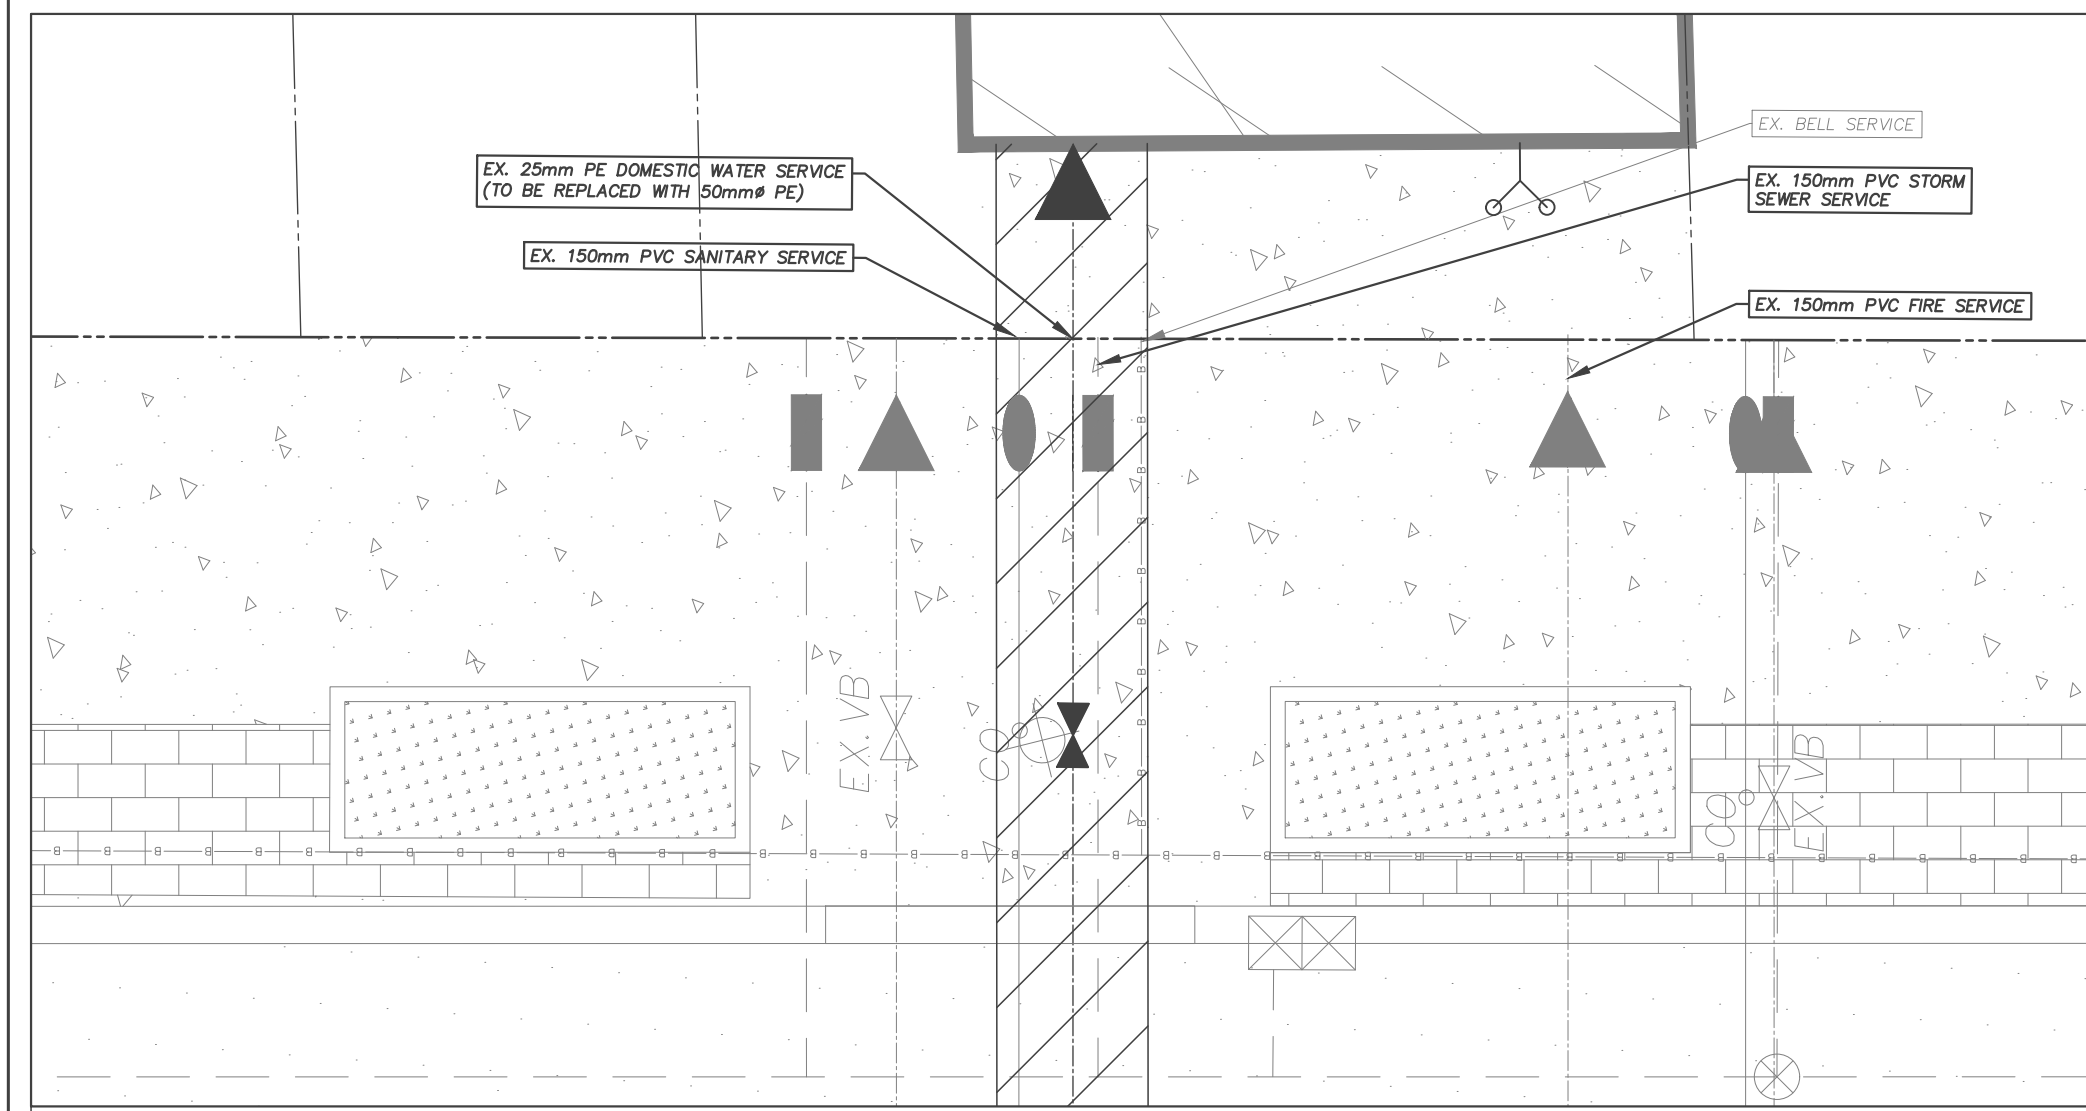 EX. BELL SERVICE
EX. 25mm PE DOMESTIC WATER SERVICE
(TO BE REPLACED WITH 50mmø PE)
EX. 150mm PVC STORM
SEWER SERVICE
EX. 150mm PVC SANITARY SERVICE
EX. 150mm PVC FIRE SERVICE
EX. VB
CO
CO
EX. VB
B B B B B B B B B B
B B B B B B B B B B B B B B B B B B B B B B B B B B B B B B B B B B B B B B B B B